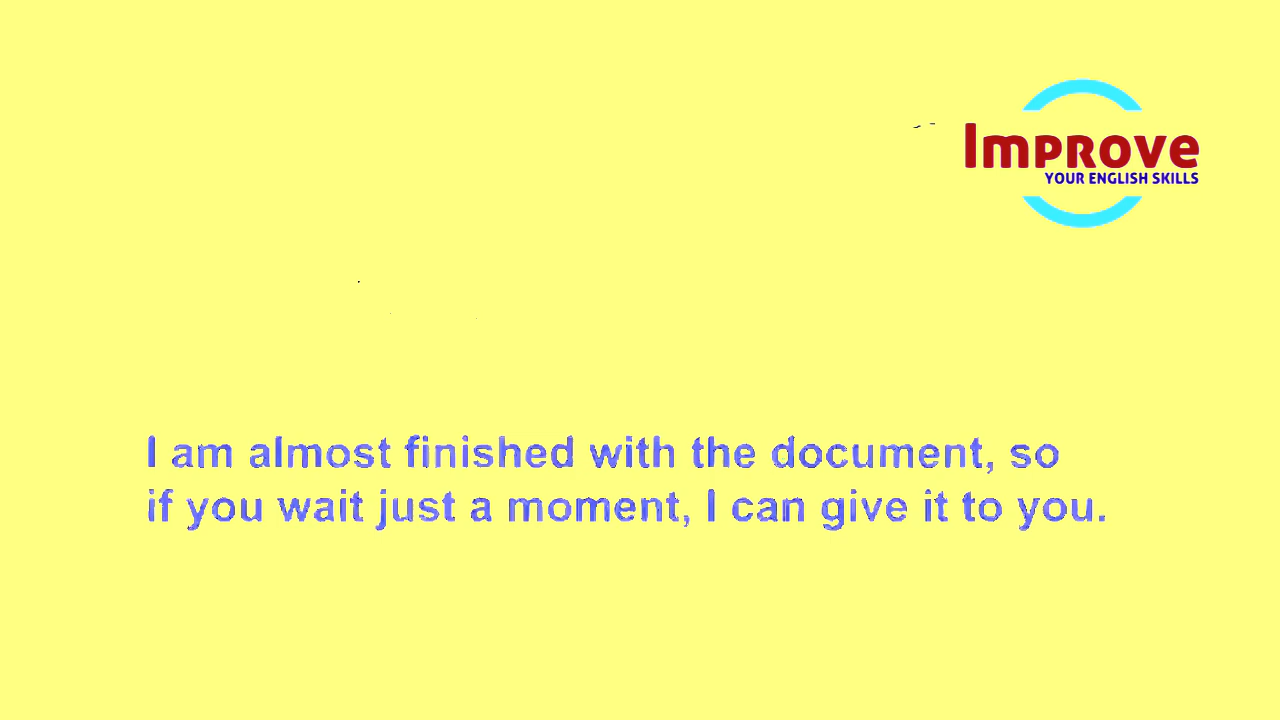 Improve
YOUR ENGLISH SKILLS
I am almost finished with the document, so
if you wait just a moment, I can give it to you.